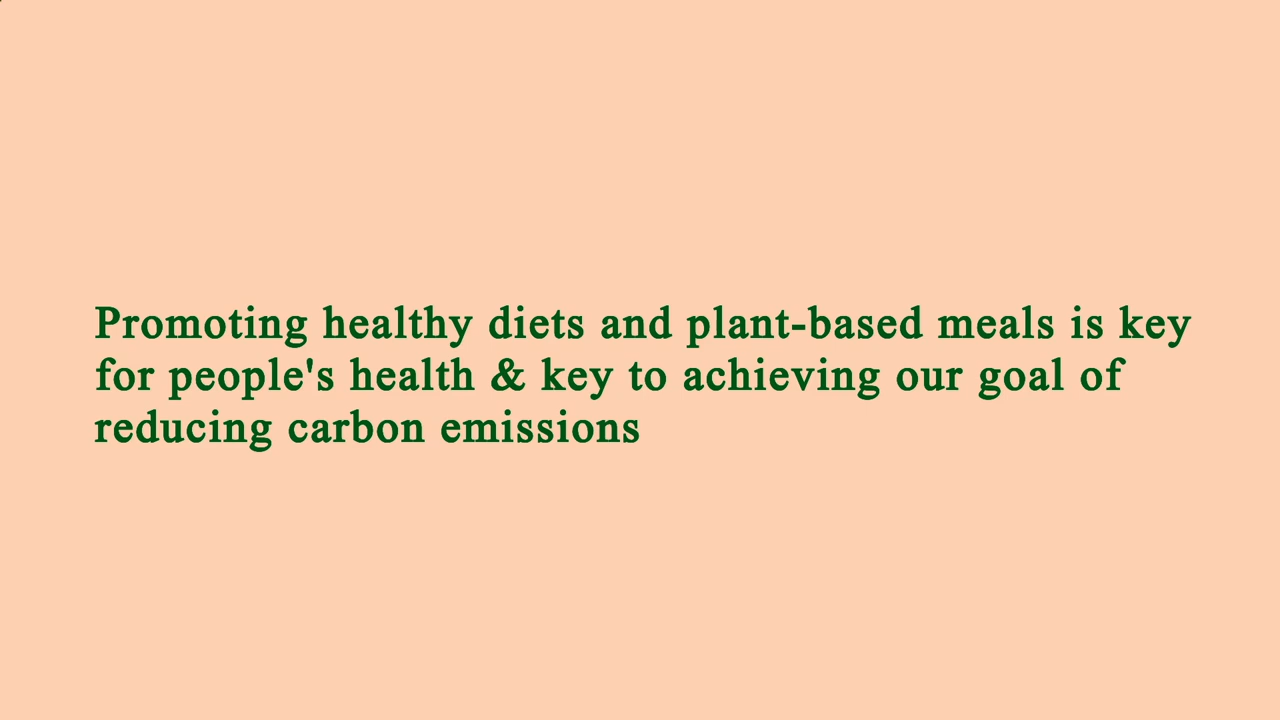 Promoting healthy diets and plant-based meals is key
for people's health & key to achieving our goal of
reducing carbon emissions